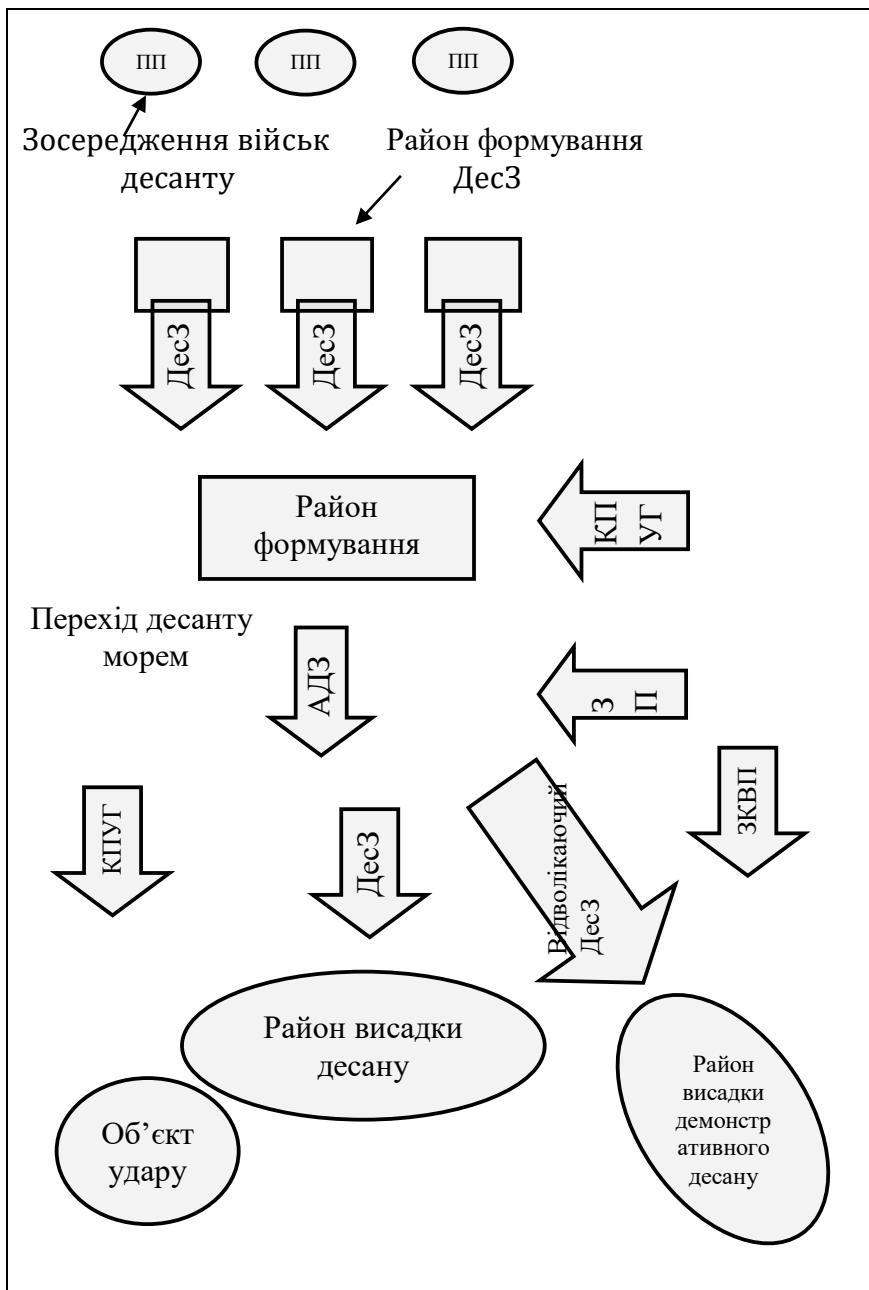 ПП
ПП
ПП
Зосередження військ
десанту
Район формування
ДесЗ
ДесЗ
ДесЗ
ДесЗ
Район
формування
КП
УГ
Перехід десанту
морем
АДЗ
З
П
КПУГ
ДесЗ
Відволікаючий
ДесЗ
ЗКВП
Район висадки
десану
Об’єкт
удару
Район
висадки
демонстр
ативного
десану